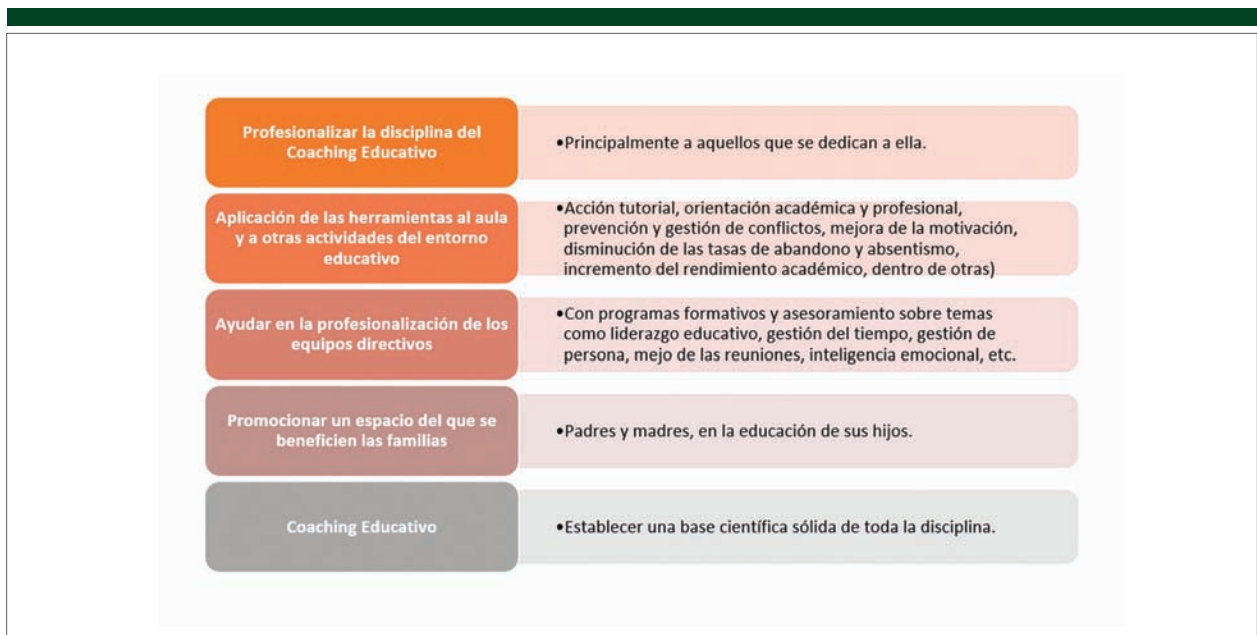 Profesionalizar la disciplina del
Coaching Educativo
•Principalmente a aquellos que se dedican a ella.
Aplicación de las herramientas al aula
y a otras actividades del entorno
educativo
•Acción tutorial, orientación académica y profesional,
prevención y gestión de conflictos, mejora de la motivación,
disminución de las tasas de abandono y absentismo,
incremento del rendimiento académico, dentro de otras)
Ayudar en la profesionalización de los
equipos directivos
•Con programas formativos y asesoramiento sobre temas
como liderazgo educativo, gestión del tiempo, gestión de
persona, mejo de las reuniones, inteligencia emocional, etc.
Promocionar un espacio del que se
beneficien las familias
•Padres y madres, en la educación de sus hijos.
Coaching Educativo
•Establecer una base científica sólida de toda la disciplina.